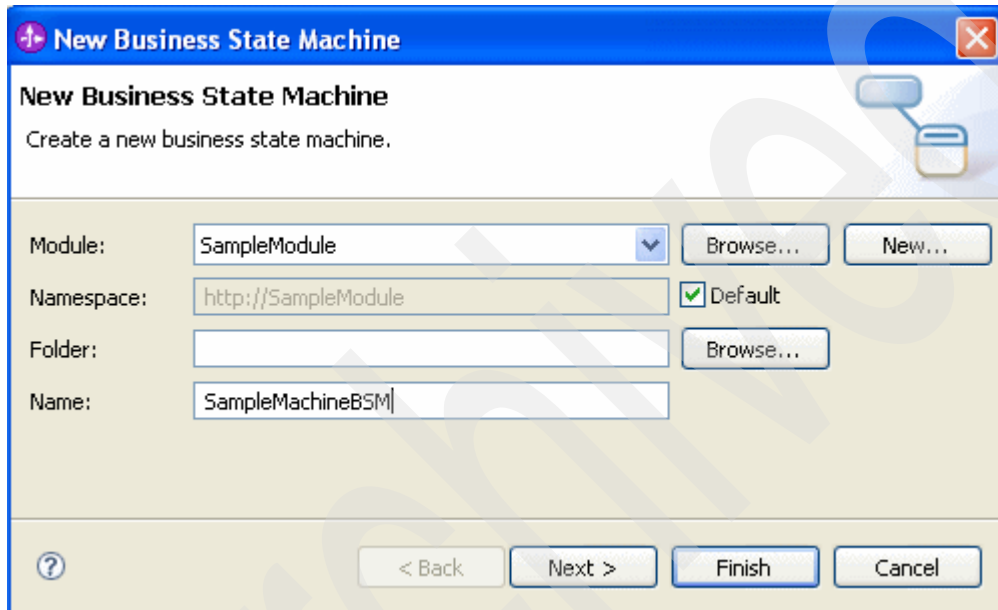 New Business State Machine
New Business State Machine
Create a new business state machine.
Module: SampleModule Browse... New...
Namespace: http://SampleModule Default
Folder: Browse...
Name: SampleMachineBSM
? < Back Next > Finish Cancel